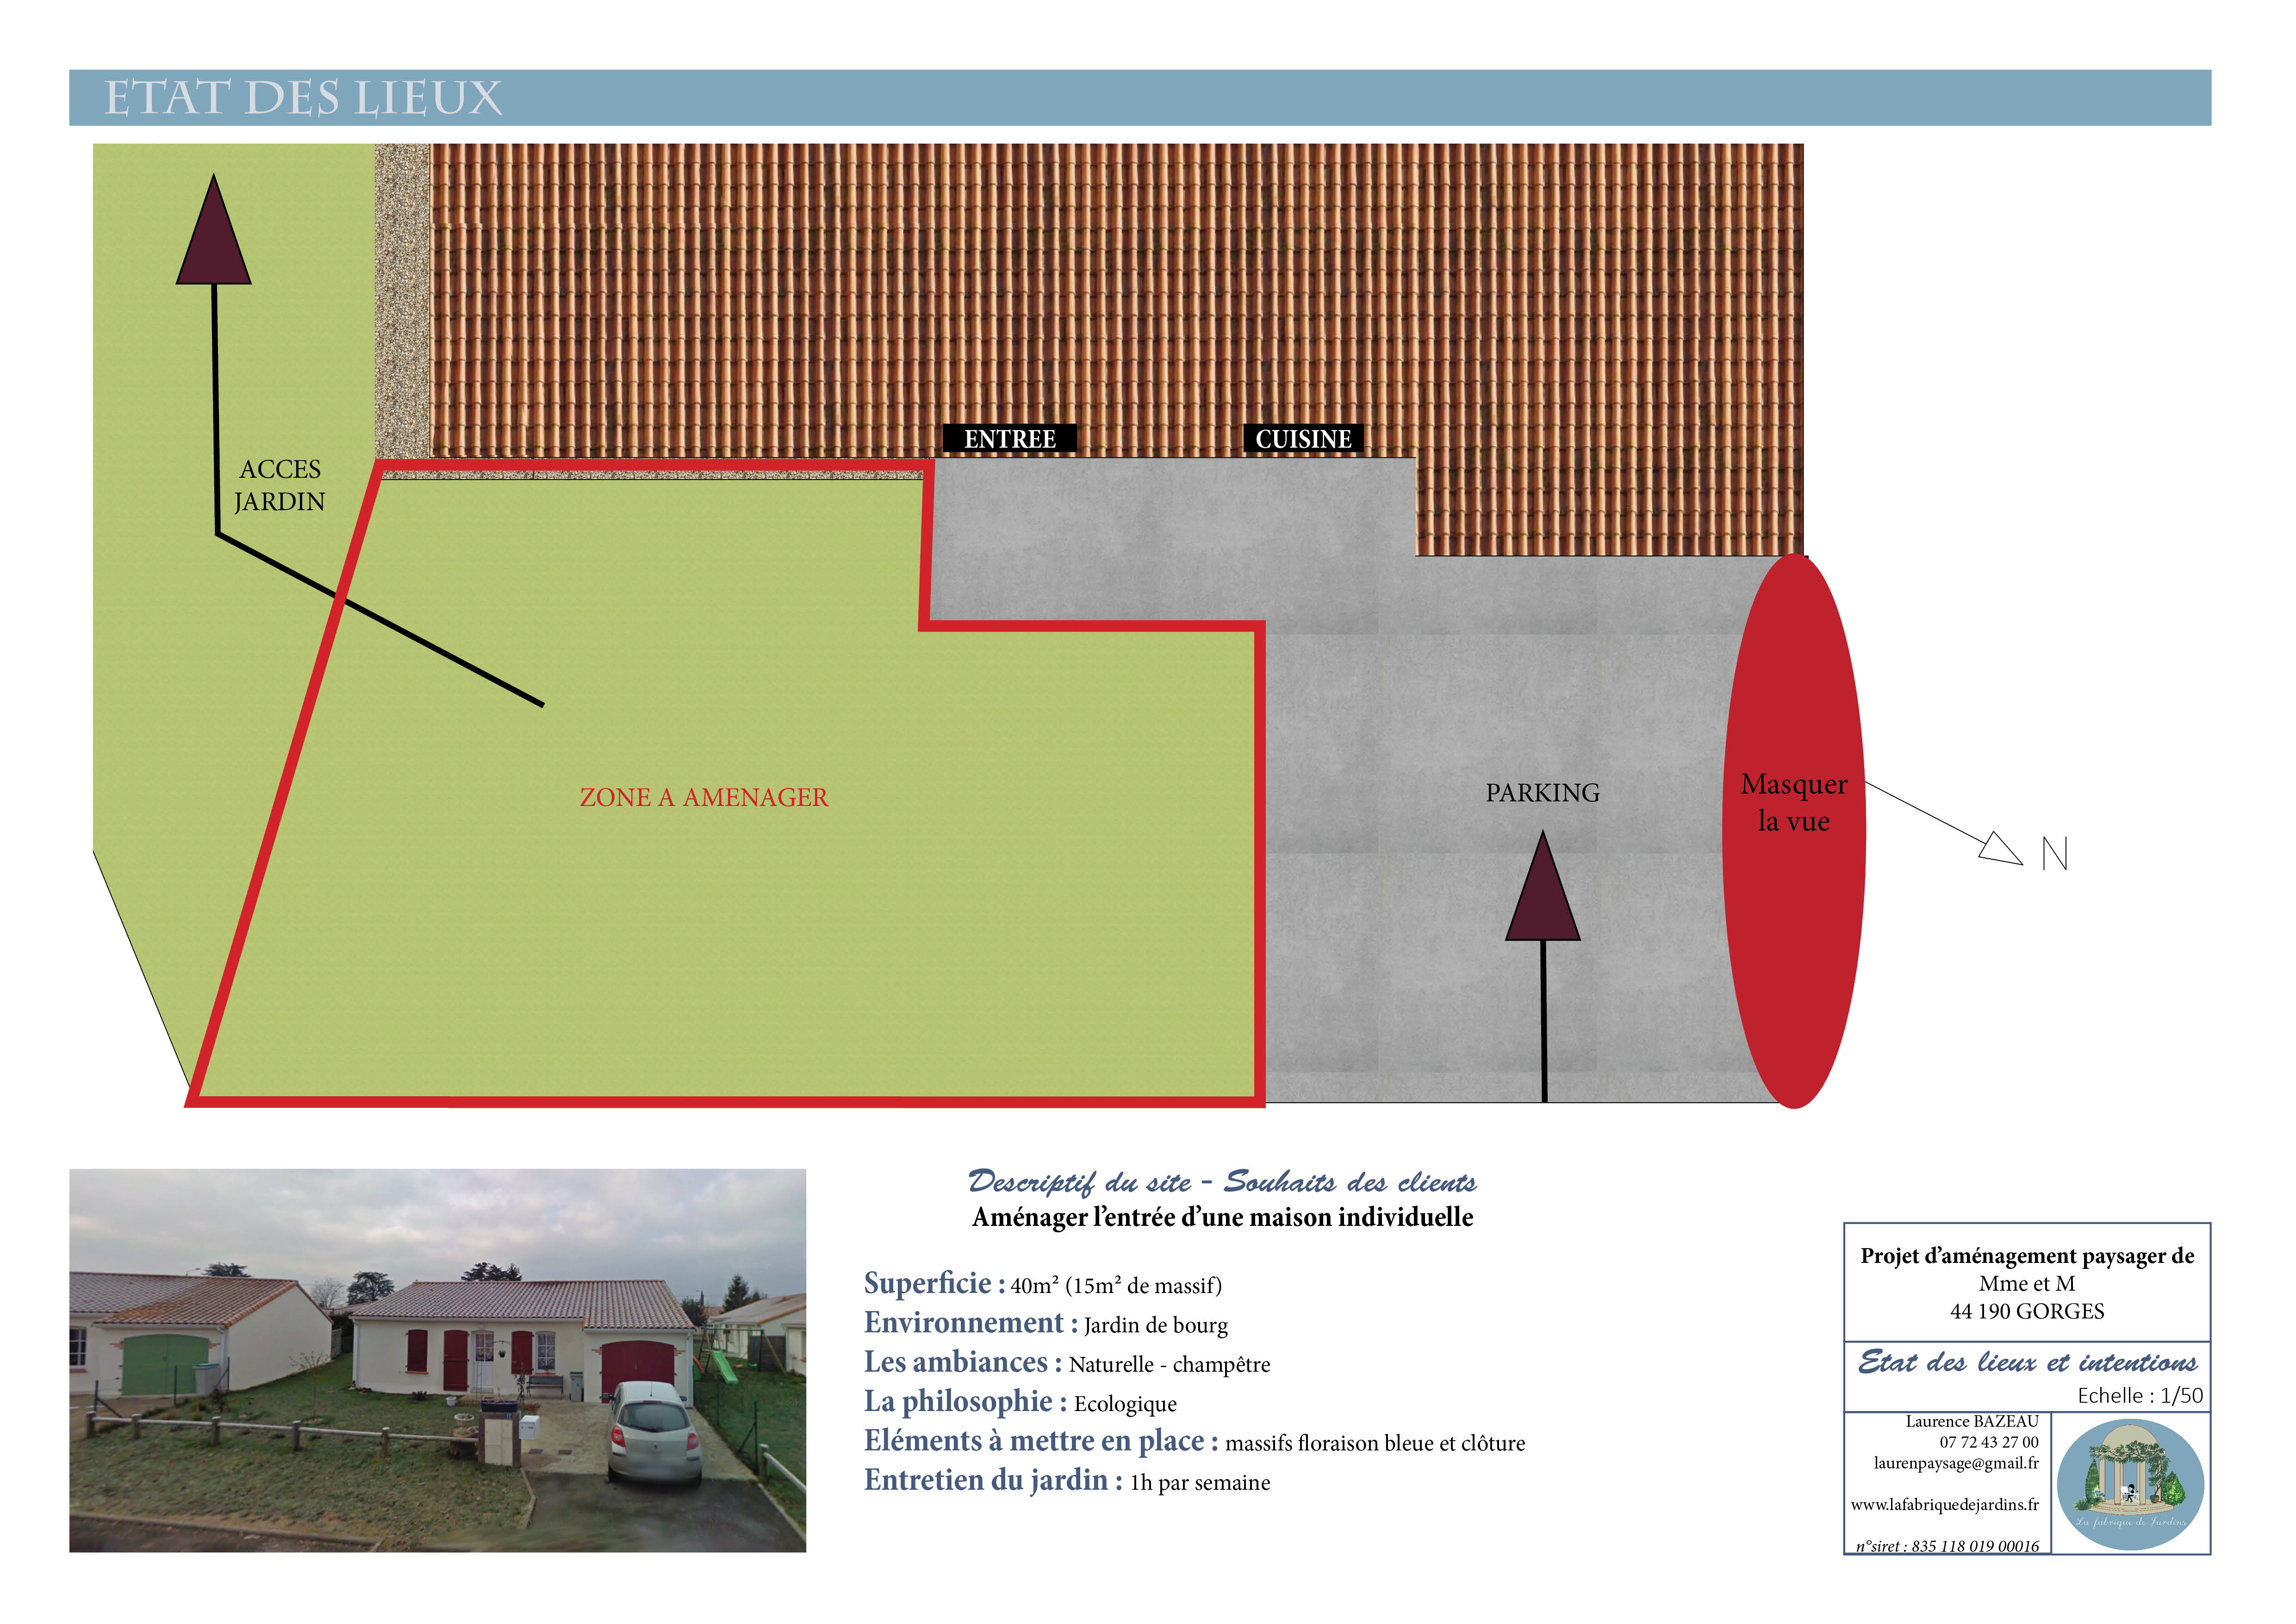 ETAT DES LIEUX
ENTREE
CUISINE
ACCES
JARDIN
ZONE A AMENAGER
PARKING
Masquer
la vue
N
Descriptif du site - Souhaits des clients
Aménager l’entrée d’une maison individuelle
Superficie : 40m² (15m² de massif)
Environnement : Jardin de bourg
Les ambiances : Naturelle - champêtre
La philosophie : Ecologique
Eléments à mettre en place : massifs floraison bleue et clôture
Entretien du jardin : 1h par semaine
Projet d’aménagement paysager de
Mme et M
44 190 GORGES
Etat des lieux et intentions
Echelle : 1/50
Laurence BAZEAU
07 72 43 27 00
laurenpaysage@gmail.fr
www.lafabriquedejardins.fr
n°siret : 835 118 019 00016
La fabrique de Jardins